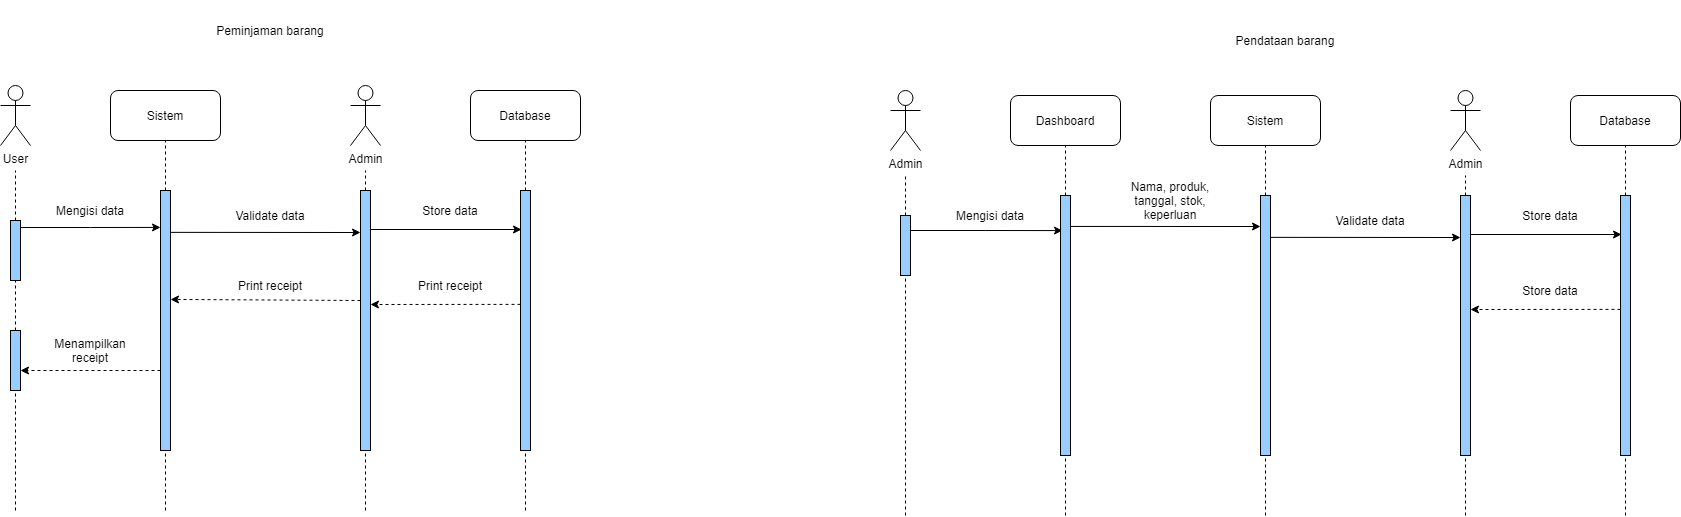 Peminjaman barang
User
Sistem
Admin
Database
Mengisi data
Validate data
Store data
Print receipt
Print receipt
Menampilkan
receipt
Pendataan barang
Admin
Dashboard
Sistem
Admin
Database
Mengisi data
Nama, produk,
tanggal, stok,
keperluan
Validate data
Store data
Store data